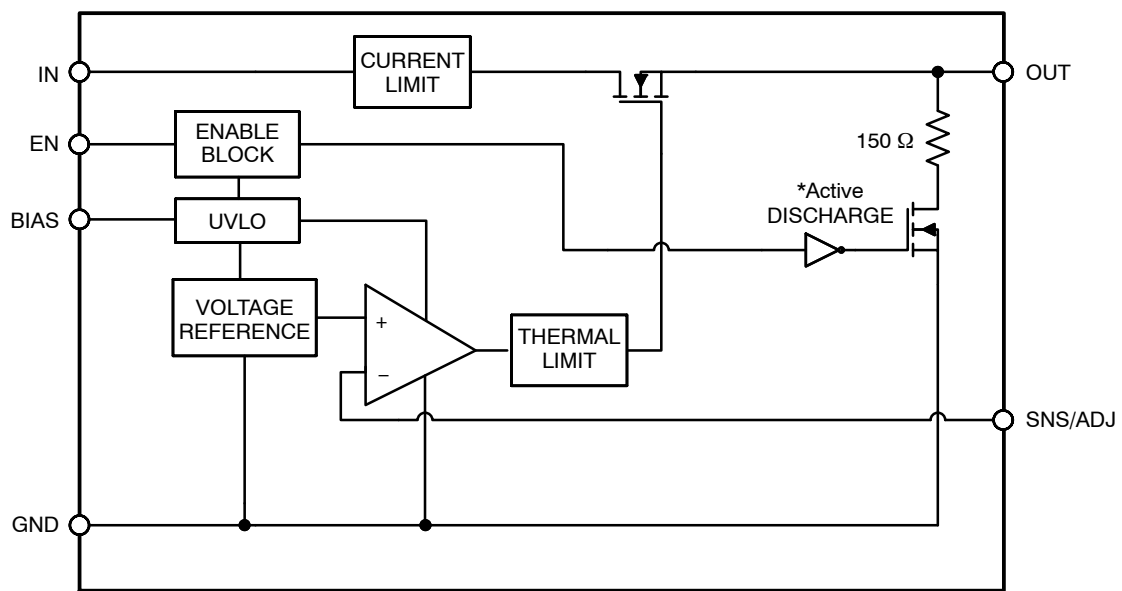 IN
CURRENT
LIMIT
OUT
EN
ENABLE
BLOCK
150 Ω
BIAS
UVLO
*Active
DISCHARGE
VOLTAGE
REFERENCE
+
−
THERMAL
LIMIT
SNS/ADJ
GND